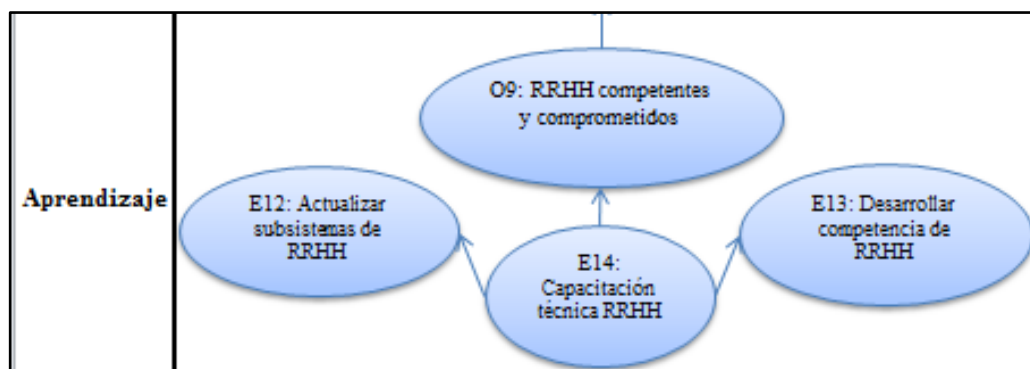 Aprendizaje
O9: RRHH competentes
y comprometidos
E12: Actualizar
subsistemas de
RRHH
E14:
Capacitación
técnica RRHH
E13: Desarrollar
competencia de
RRHH